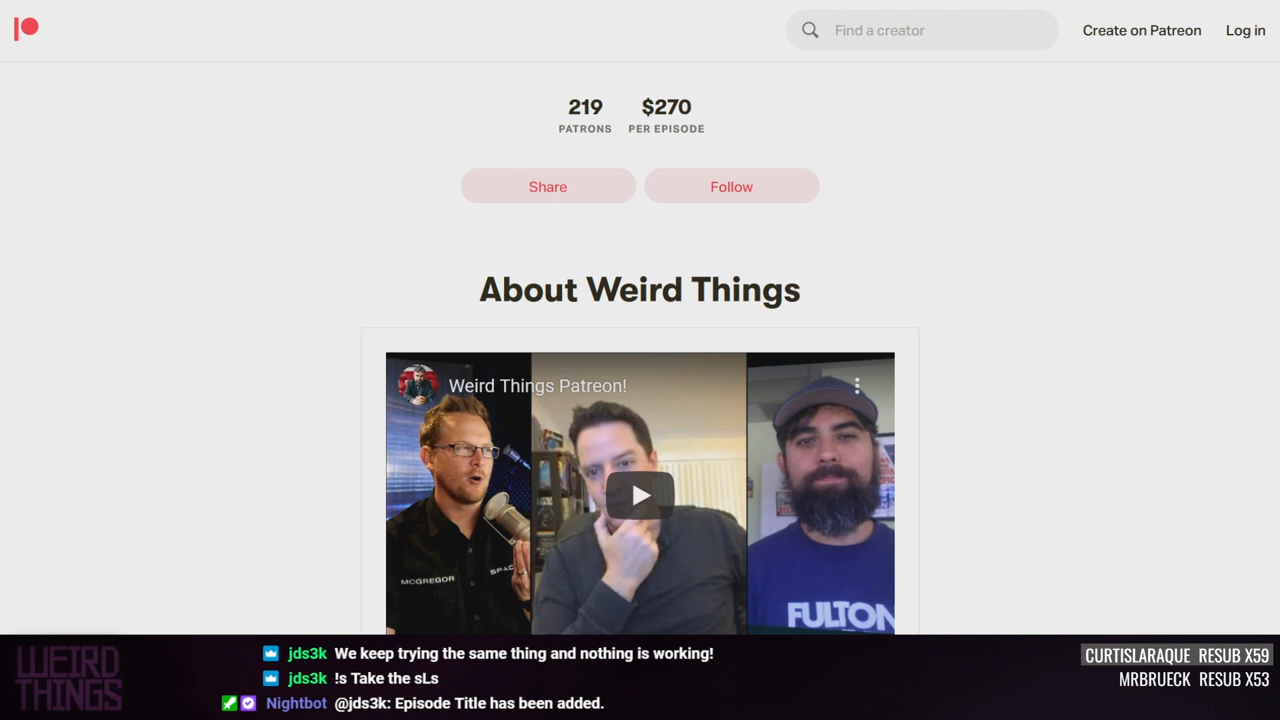 Find a creator
Create on Patreon
Log in
219
$270
PATRONS
PER EPISODE
Share
Follow
About Weird Things
Weird Things Patreon!
MCGREGOR
SPAC
FULTON
WEIRD
THINGS
jds3k We keep trying the same thing and nothing is working!
jds3k !s Take the sLs
Nightbot @jds3k: Episode Title has been added.
CURTISLARAQUE RESUB X59
MRBRUECK RESUB X53